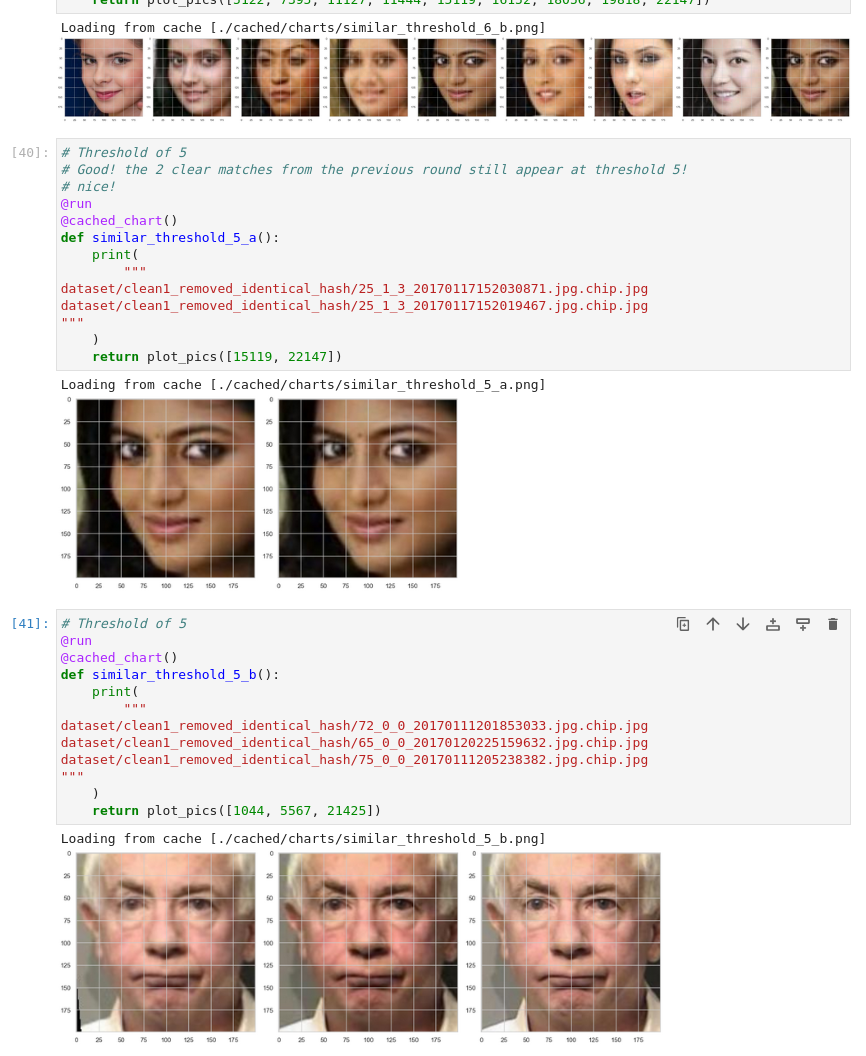 return plot_pics([5122, 7393, 11127, 11444, 15119, 16152, 18056, 19818, 22147])
Loading from cache [./cached/charts/similar_threshold_6_b.png]
[40]:
# Threshold of 5
# Good! the 2 clear matches from the previous round still appear at threshold 5!
# nice!
@run
@cached_chart()
def similar_threshold_5_a():
print(
"""
dataset/clean1_removed_identical_hash/25_1_3_20170117152030871.jpg.chip.jpg
dataset/clean1_removed_identical_hash/25_1_3_20170117152019467.jpg.chip.jpg
"""
)
return plot_pics([15119, 22147])
Loading from cache [./cached/charts/similar_threshold_5_a.png]
0 0
25 25
50 50
75 75
100 100
125 125
150 150
175 175
0 25 50 75 100 125 150 175 0 25 50 75 100 125 150 175
[41]:
# Threshold of 5
@run
@cached_chart()
def similar_threshold_5_b():
print(
"""
dataset/clean1_removed_identical_hash/72_0_0_20170111201853033.jpg.chip.jpg
dataset/clean1_removed_identical_hash/65_0_0_20170120225159632.jpg.chip.jpg
dataset/clean1_removed_identical_hash/75_0_0_20170111205238382.jpg.chip.jpg
"""
)
return plot_pics([1044, 5567, 21425])
Loading from cache [./cached/charts/similar_threshold_5_b.png]
0 0 0
25 25 25
50 50 50
75 75 75
100 100 100
125 125 125
150 150 150
175 175 175
0 25 50 75 100 125 150 175 0 25 50 75 100 125 150 175 0 25 50 75 100 125 150 175